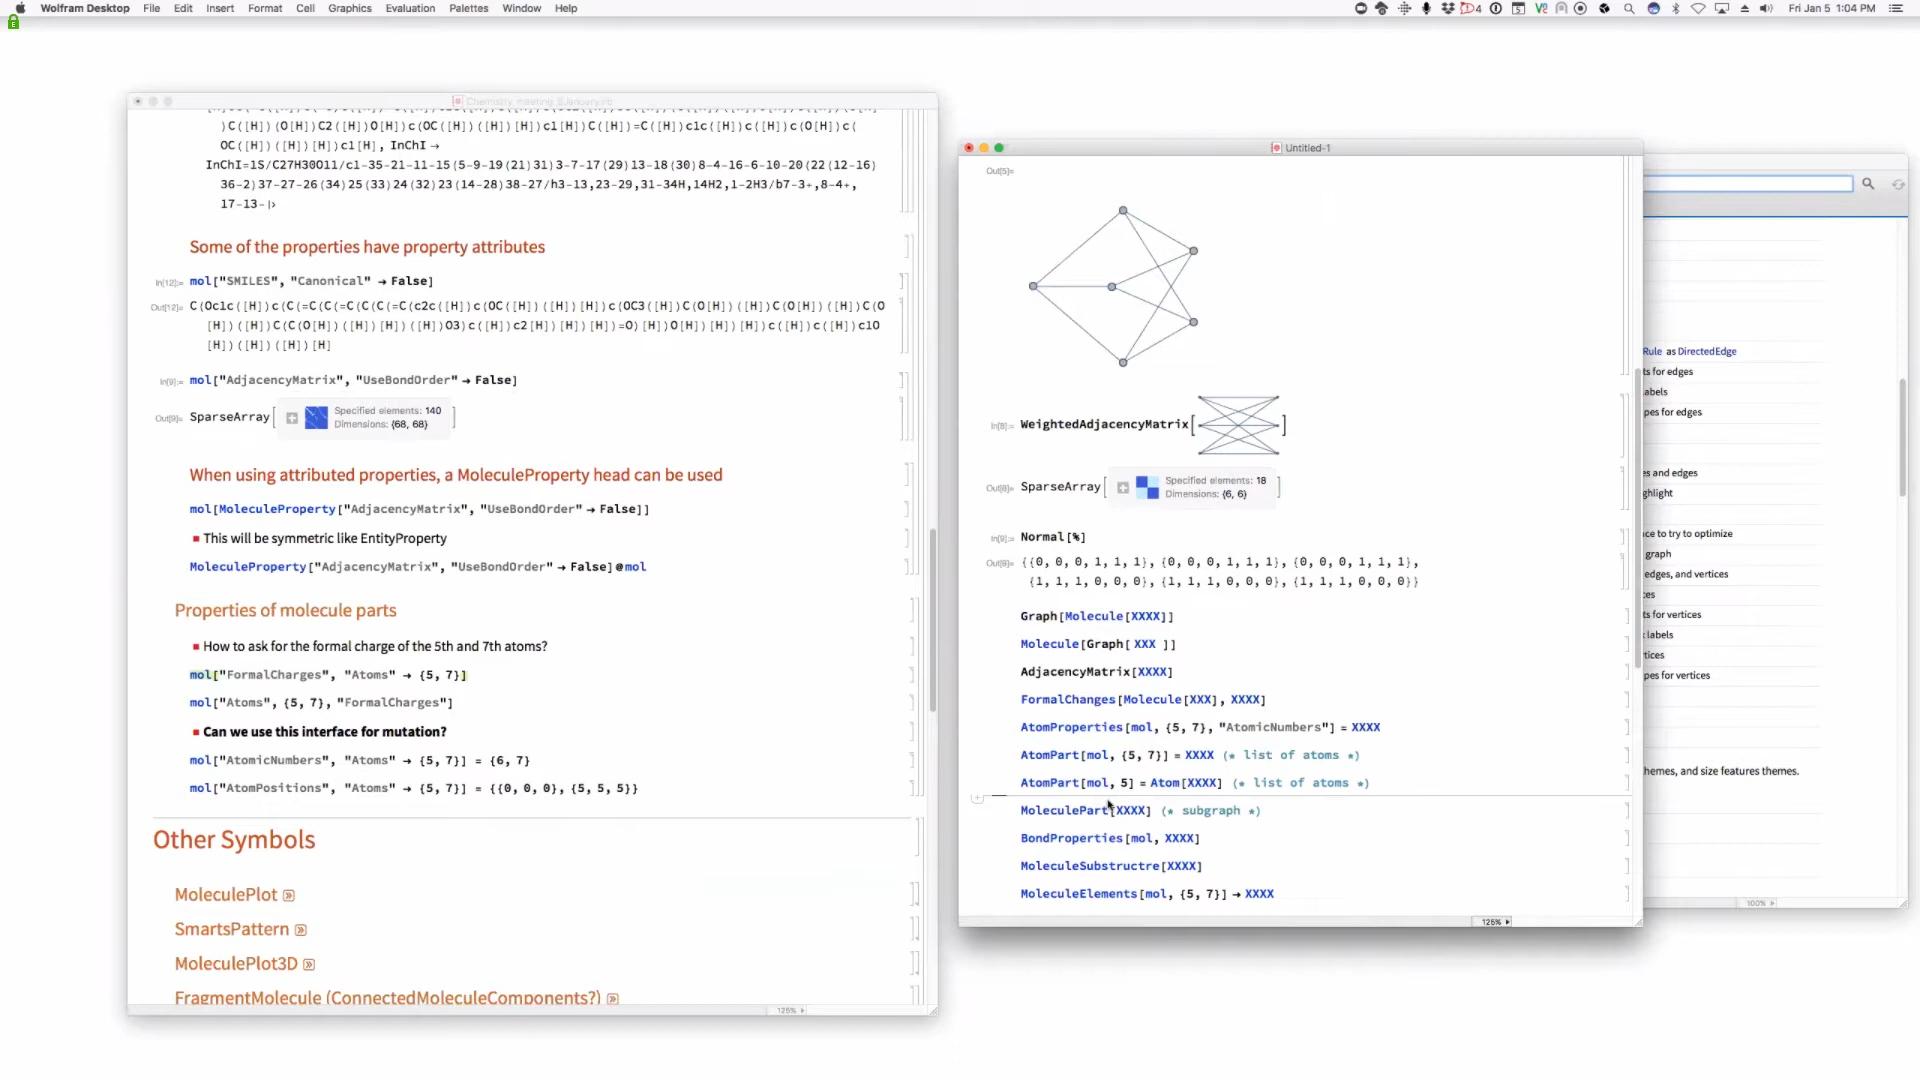 Wolfram Desktop File Edit Insert Format Cell Graphics Evaluation Palettes Window Help
Fri Jan 5 1:04 PM
)C([H])(O[H])C2([H])O[H])c(OC([H])([H])[H])c1[H])C([H])=C([H])c1c([H])c([H])c(O[H])c(
OC([H])([H])[H])c1[H], InChI →
InChI=1S/C27H30O11/c1-35-21-11-15(5-9-19(21)31)3-7-17(29)13-18(30)8-4-16-6-10-20(22(12-16)
36-2)37-27-26(34)25(33)24(32)23(14-28)38-27/h3-13,23-29,31-34H,14H2,1-2H3/b7-3+,8-4+,
17-13-|>
Some of the properties have property attributes
In[12]:= mol["SMILES", "Canonical" → False]
Out[12]= C(Oc1c([H])c(C(=C(C(=C(C(C(=C(c2c([H])c(OC([H])([H])[H])c(OC3([H])C(O[H])([H])C(O[H])([H])C(O
[H])([H])C(C(O[H])([H])[H])([H])O3)c([H])c2[H])[H])[H])=O)[H])O[H])[H])[H])c([H])c([H])c1O
[H])([H])([H])[H]
In[9]:= mol["AdjacencyMatrix", "UseBondOrder" → False]
Out[9]= SparseArray[
Specified elements: 140
Dimensions: {68, 68}
]
When using attributed properties, a MoleculeProperty head can be used
mol[MoleculeProperty["AdjacencyMatrix", "UseBondOrder" → False]]
This will be symmetric like EntityProperty
MoleculeProperty["AdjacencyMatrix", "UseBondOrder" → False]@mol
Properties of molecule parts
How to ask for the formal charge of the 5th and 7th atoms?
mol["FormalCharges", "Atoms" → {5, 7}]
mol["Atoms", {5, 7}, "FormalCharges"]
Can we use this interface for mutation?
mol["AtomicNumbers", "Atoms" → {5, 7}] = {6, 7}
mol["AtomPositions", "Atoms" → {5, 7}] = {{0, 0, 0}, {5, 5, 5}}
Other Symbols
MoleculePlot
SmartsPattern
MoleculePlot3D
FragmentMolecule (ConnectedMoleculeComponents?)
125%
Untitled-1
Out[5]=
In[8]:= WeightedAdjacencyMatrix[ ]
Out[8]= SparseArray[
Specified elements: 18
Dimensions: {6, 6}
]
In[9]:= Normal[%]
Out[9]= {{0, 0, 0, 1, 1, 1}, {0, 0, 0, 1, 1, 1}, {0, 0, 0, 1, 1, 1},
{1, 1, 1, 0, 0, 0}, {1, 1, 1, 0, 0, 0}, {1, 1, 1, 0, 0, 0}}
Graph[Molecule[XXXX]]
Molecule[Graph[ XXX ]]
AdjacencyMatrix[XXXX]
FormalChanges[Molecule[XXX], XXXX]
AtomProperties[mol, {5, 7}, "AtomicNumbers"] = XXXX
AtomPart[mol, {5, 7}] = XXXX (* list of atoms *)
AtomPart[mol, 5] = Atom[XXXX] (* list of atoms *)
MoleculePart[XXXX] (* subgraph *)
BondProperties[mol, XXXX]
MoleculeSubstructre[XXXX]
MoleculeElements[mol, {5, 7}] → XXXX
125%
Rule as DirectedEdge
ts for edges
abels
pes for edges
es and edges
ghlight
ce to try to optimize
graph
edges, and vertices
ces
ts for vertices
labels
tices
pes for vertices
hemes, and size features themes.
100%